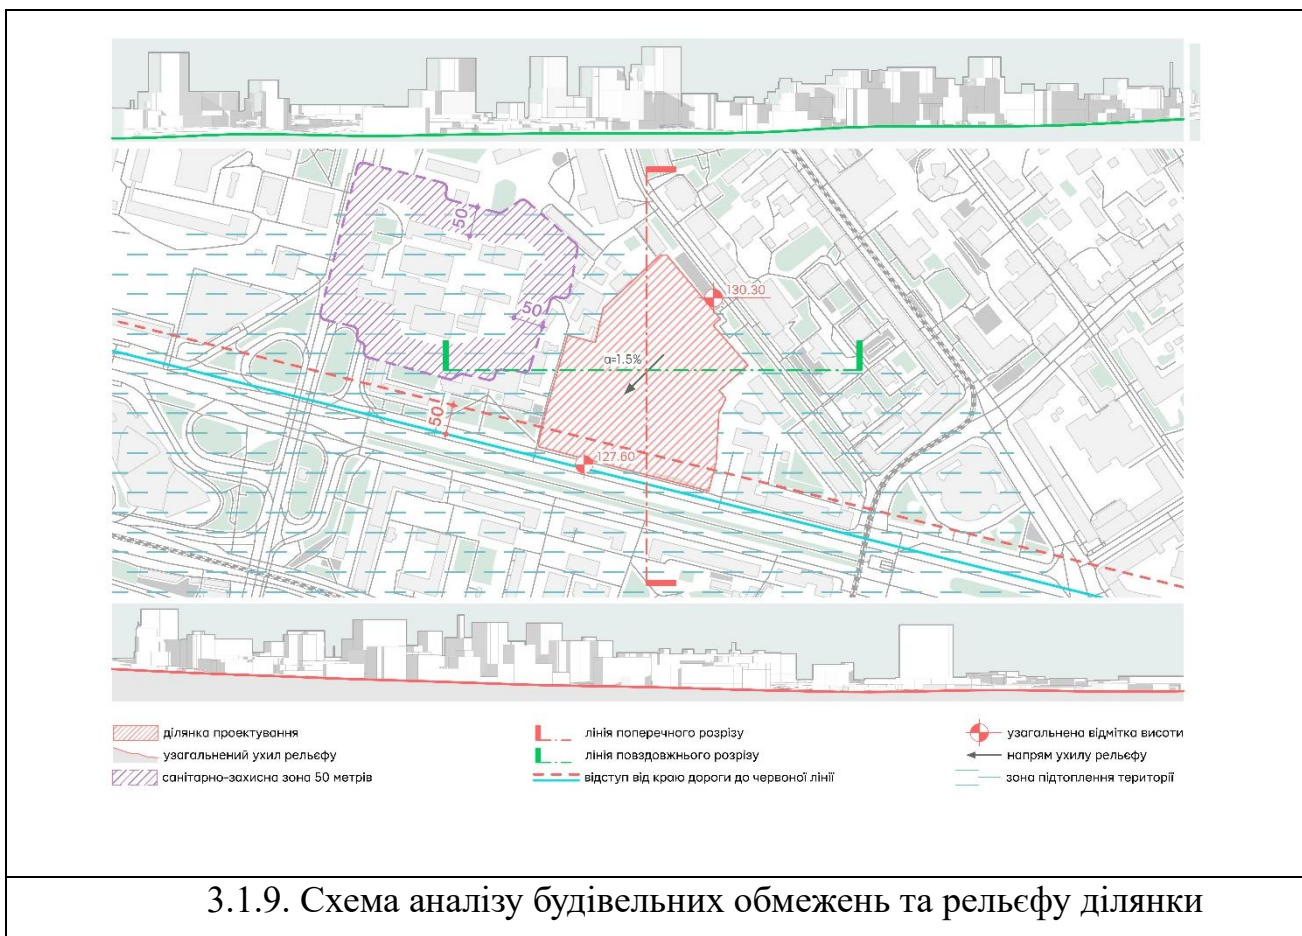 50
50
130.30
α=1.5%
50
127.60
ділянка проектування
узагальнений ухил рельєфу
санітарно-захисна зона 50 метрів
лінія поперечного розрізу
лінія повздовжнього розрізу
відступ від краю дороги до червоної лінії
узагальнена відмітка висоти
напрям ухилу рельєфу
зона підтоплення території
3.1.9. Схема аналізу будівельних обмежень та рельєфу ділянки